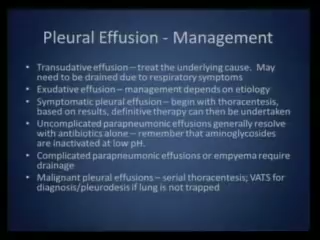 Pleural Effusion - Management
• Transudative effusion – treat the underlying cause. May
need to be drained due to respiratory symptoms
• Exudative effusion – management depends on etiology
• Symptomatic pleural effusion – begin with thoracentesis,
based on results, definitive therapy can then be undertaken
• Uncomplicated parapneumonic effusions generally resolve
with antibiotics alone – remember that aminoglycosides
are inactivated at low pH.
• Complicated parapneumonic effusions or empyema require
drainage
• Malignant pleural effusions – serial thoracentesis; VATS for
diagnosis/pleurodesis if lung is not trapped